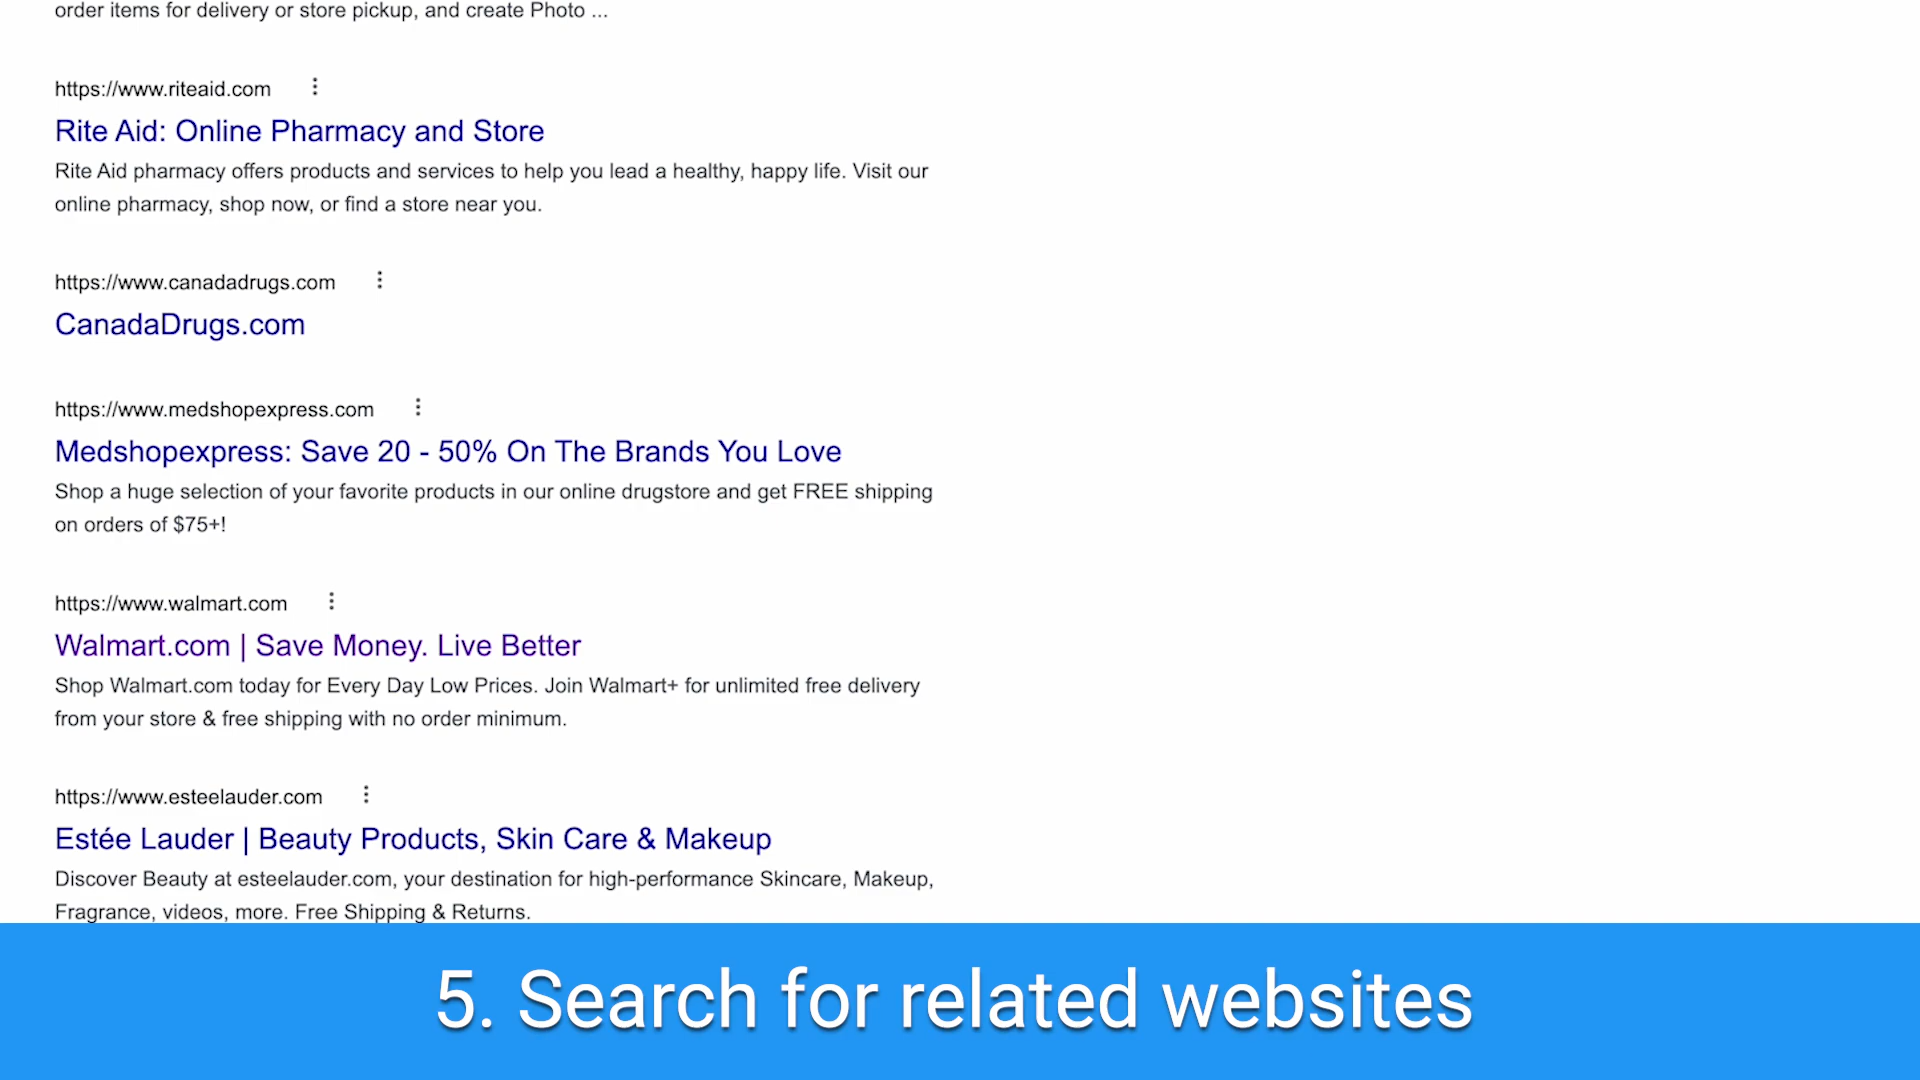 order items for delivery or store pickup, and create Photo ...
https://www.riteaid.com
Rite Aid: Online Pharmacy and Store
Rite Aid pharmacy offers products and services to help you lead a healthy, happy life. Visit our
online pharmacy, shop now, or find a store near you.
https://www.canadadrugs.com
CanadaDrugs.com
https://www.medshopexpress.com
Medshopexpress: Save 20 - 50% On The Brands You Love
Shop a huge selection of your favorite products in our online drugstore and get FREE shipping
on orders of $75+!
https://www.walmart.com
Walmart.com | Save Money. Live Better
Shop Walmart.com today for Every Day Low Prices. Join Walmart+ for unlimited free delivery
from your store & free shipping with no order minimum.
https://www.esteelauder.com
Estée Lauder | Beauty Products, Skin Care & Makeup
Discover Beauty at esteelauder.com, your destination for high-performance Skincare, Makeup,
Fragrance, videos, more. Free Shipping & Returns.
5. Search for related websites